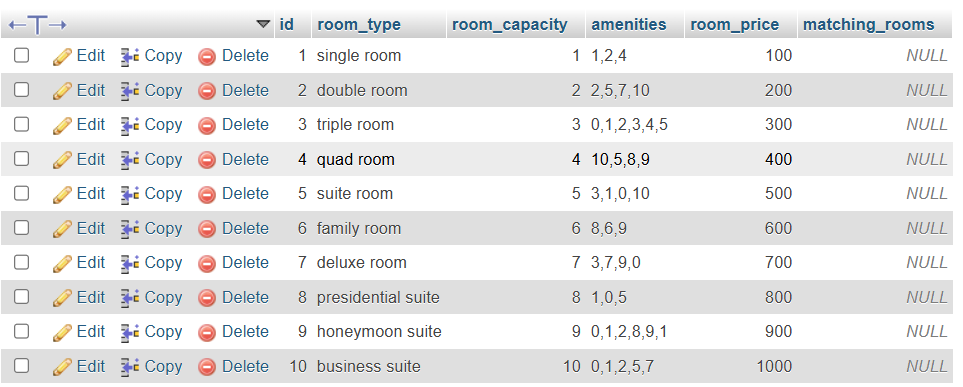 id room_type room_capacity amenities room_price matching_rooms
Edit Copy Delete 1 single room 1 1,2,4 100 NULL
Edit Copy Delete 2 double room 2 2,5,7,10 200 NULL
Edit Copy Delete 3 triple room 3 0,1,2,3,4,5 300 NULL
Edit Copy Delete 4 quad room 4 10,5,8,9 400 NULL
Edit Copy Delete 5 suite room 5 3,1,0,10 500 NULL
Edit Copy Delete 6 family room 6 8,6,9 600 NULL
Edit Copy Delete 7 deluxe room 7 3,7,9,0 700 NULL
Edit Copy Delete 8 presidential suite 8 1,0,5 800 NULL
Edit Copy Delete 9 honeymoon suite 9 0,1,2,8,9,1 900 NULL
Edit Copy Delete 10 business suite 10 0,1,2,5,7 1000 NULL